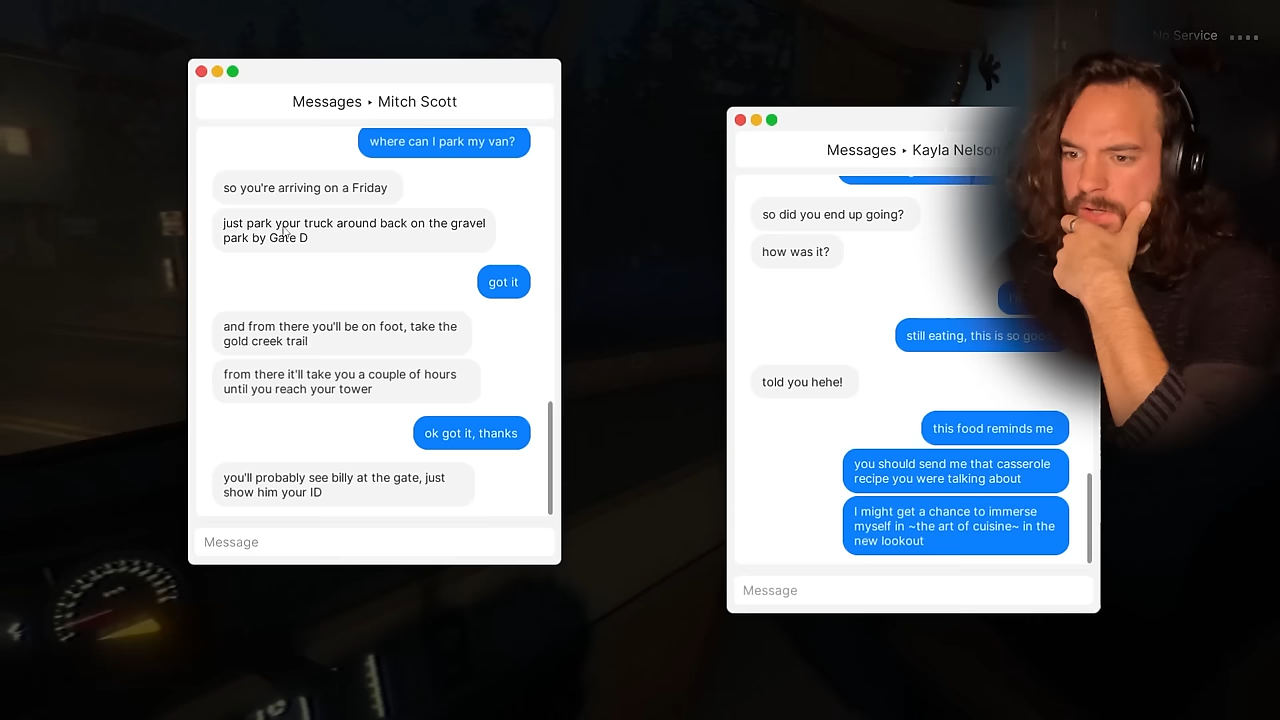 No Service
Messages ‣ Mitch Scott
where can I park my van?
so you're arriving on a Friday
just park your truck around back on the gravel
park by Gate D
got it
and from there you'll be on foot, take the
gold creek trail
from there it'll take you a couple of hours
until you reach your tower
ok got it, thanks
you'll probably see billy at the gate, just
show him your ID
Message
Messages ‣ Kayla Nelson
so did you end up going?
how was it?
still eating, this is so
told you hehe!
this food reminds me
you should send me that casserole
recipe you were talking about
I might get a chance to immerse
myself in ~the art of cuisine~ in the
new lookout
Message